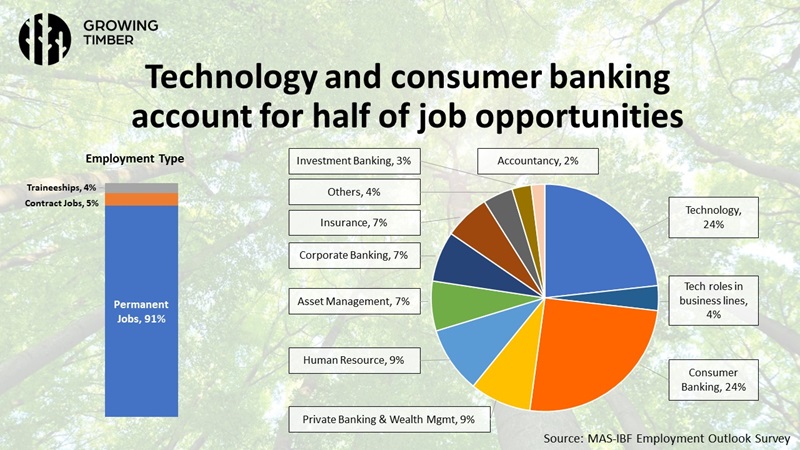 GROWING
TIMBER
Technology and consumer banking
account for half of job opportunities
Employment Type
Traineeships, 4%
Contract Jobs, 5%
Permanent
Jobs, 91%
Investment Banking, 3%
Accountancy, 2%
Others, 4%
Insurance, 7%
Corporate Banking, 7%
Asset Management, 7%
Human Resource, 9%
Private Banking & Wealth Mgmt, 9%
Technology,
24%
Tech roles in
business lines,
4%
Consumer
Banking, 24%
Source: MAS-IBF Employment Outlook Survey